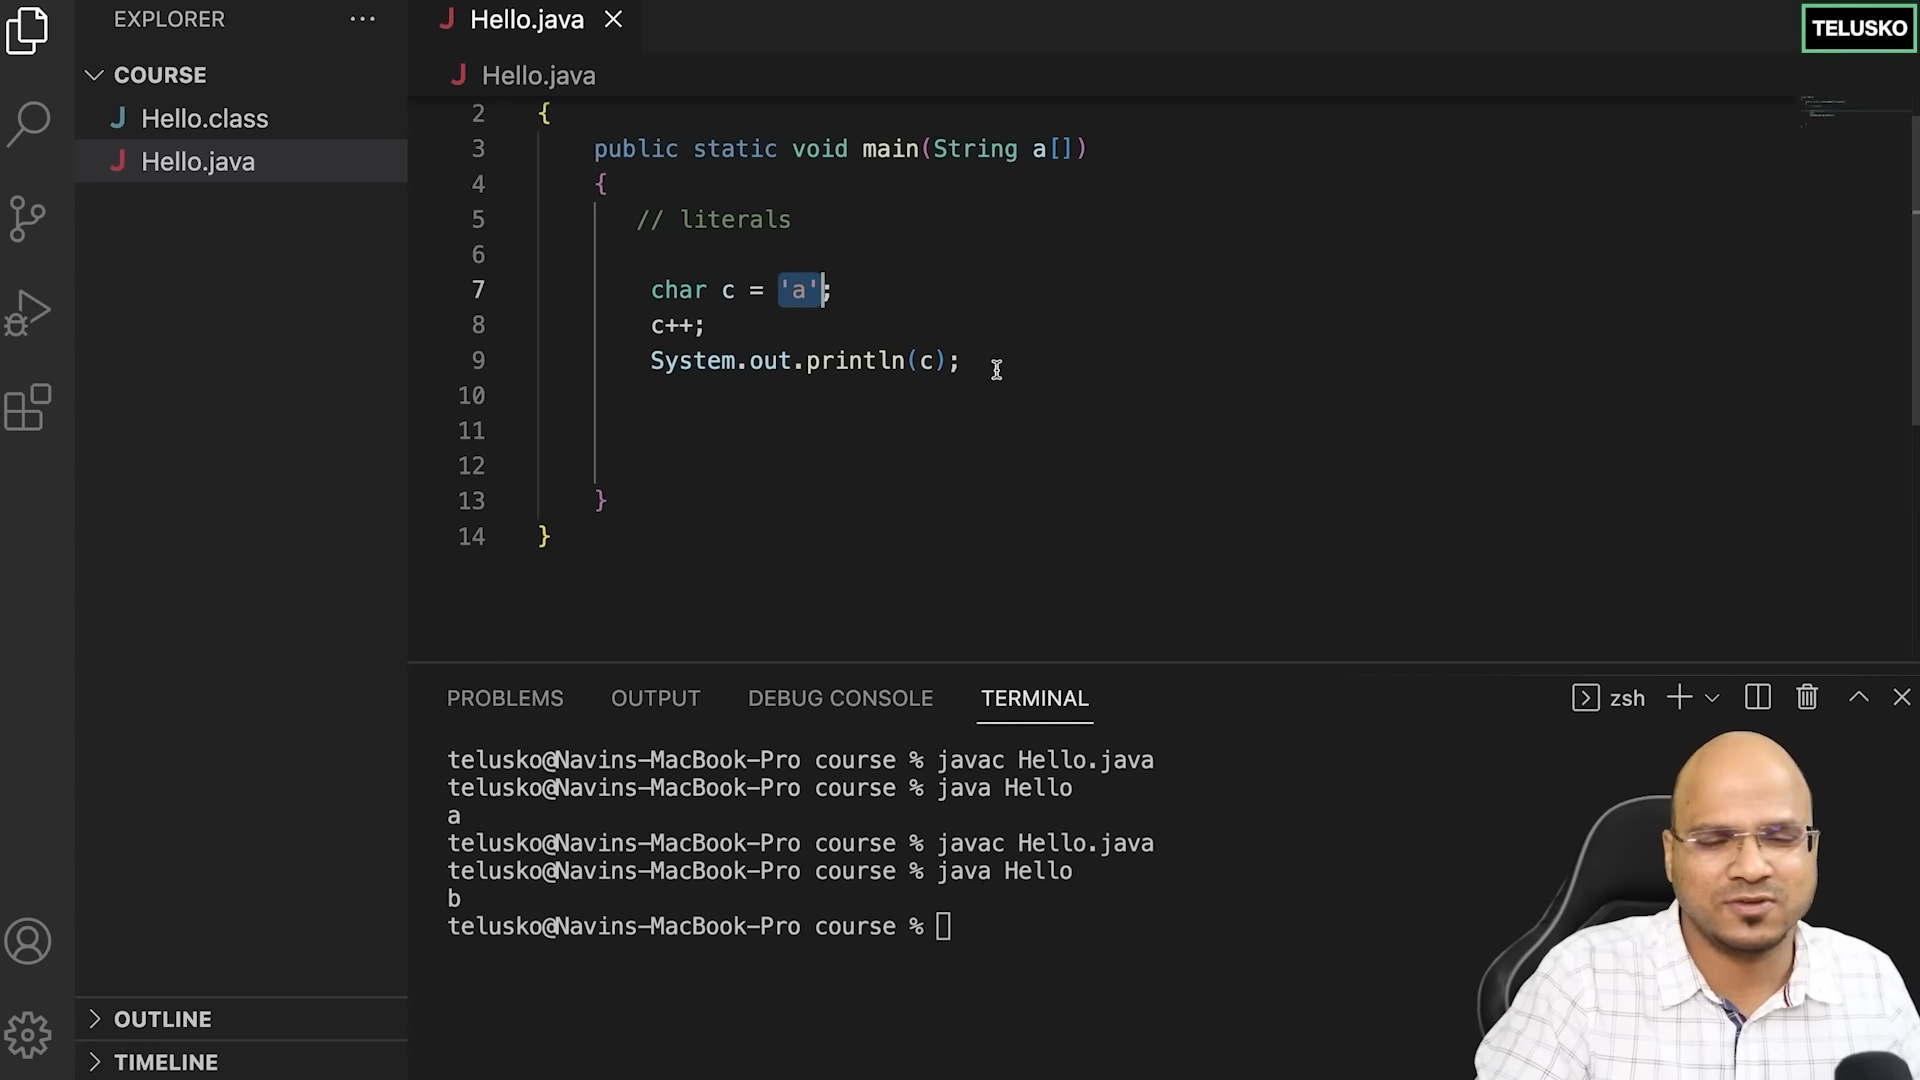 EXPLORER
COURSE
Hello.class
Hello.java
OUTLINE
TIMELINE
Hello.java
TELUSKO
Hello.java
2 {
3 public static void main(String a[])
4 {
5 // literals
6
7 char c = 'a';
8 c++;
9 System.out.println(c);
10
11
12
13 }
14 }
PROBLEMS OUTPUT DEBUG CONSOLE TERMINAL zsh
telusko@Navins-MacBook-Pro course % javac Hello.java
telusko@Navins-MacBook-Pro course % java Hello
a
telusko@Navins-MacBook-Pro course % javac Hello.java
telusko@Navins-MacBook-Pro course % java Hello
b
telusko@Navins-MacBook-Pro course %